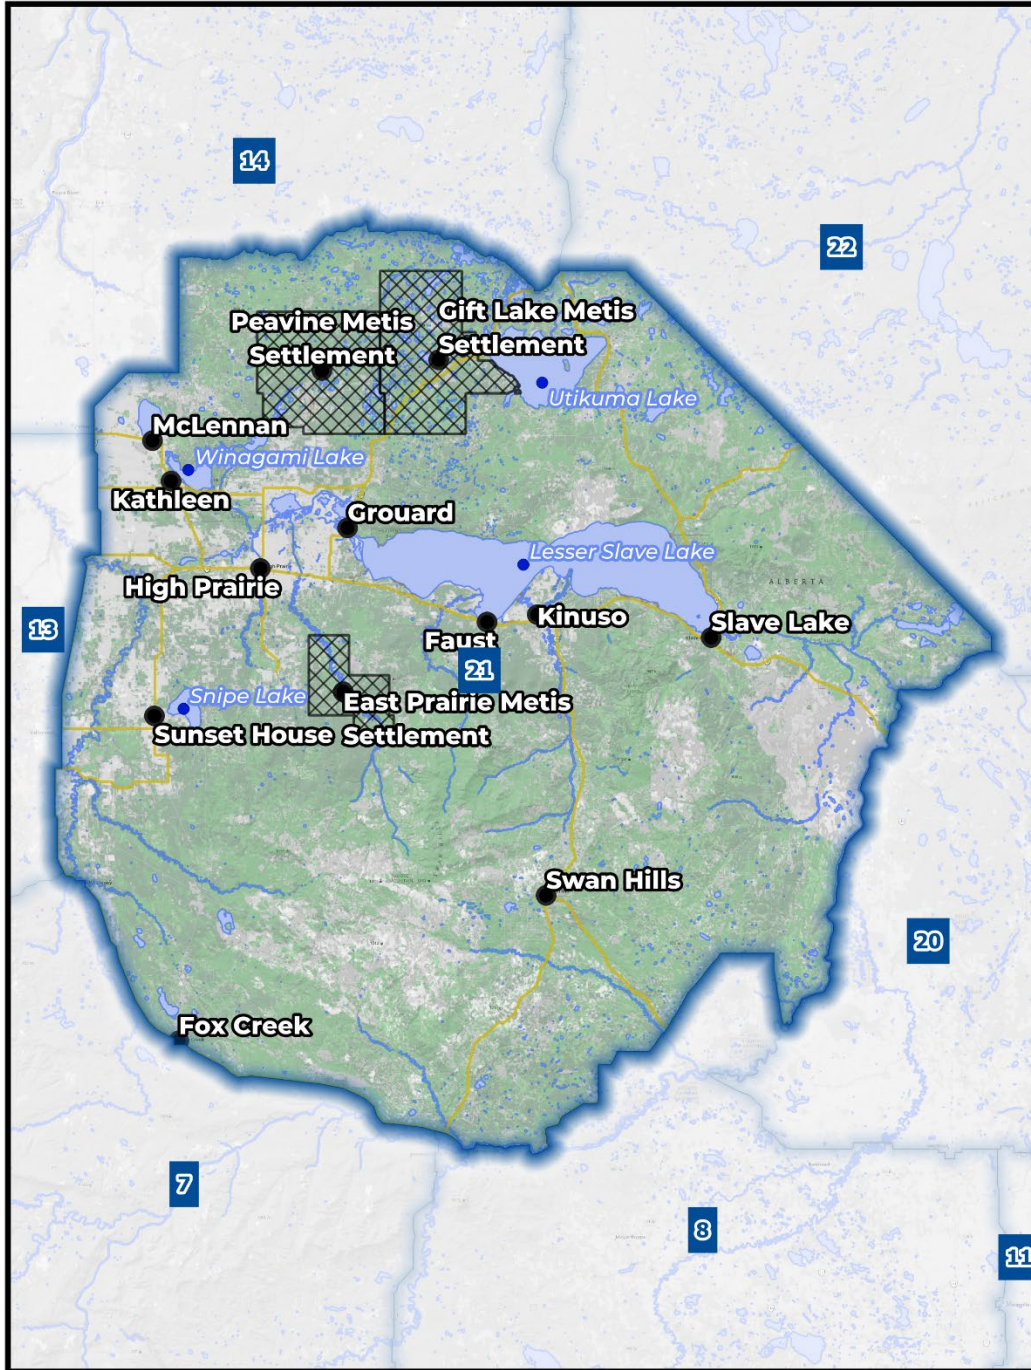 14
22
Gift Lake Metis
Settlement
Peavine Metis
Settlement
Utikuma Lake
McLennan
Winagami Lake
Kathleen
Grouard
Lesser Slave Lake
High Prairie
ALBERTA
13
Kinuso
Faust
Slave Lake
21
Snipe Lake
East Prairie Metis
Settlement
Sunset House
Swan Hills
20
Fox Creek
7
8
11